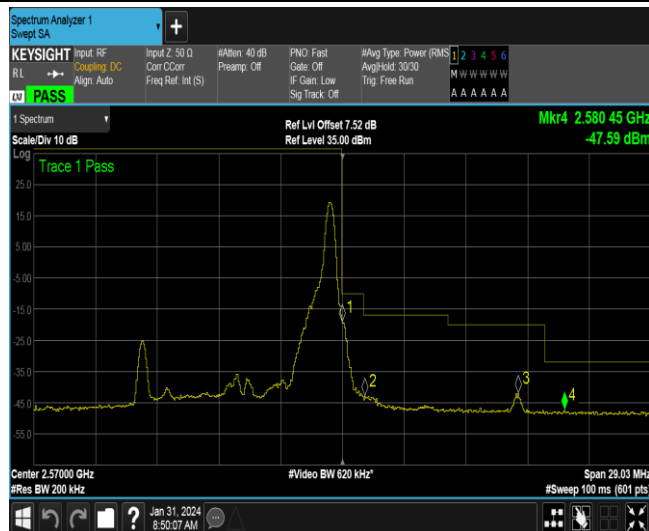 Spectrum Analyzer 1
Swept SA
+
KEYSIGHT
RL
LXI PASS
Input: RF
Coupling: DC
Align: Auto
Input Z: 50 Ω
Corr CCorr
Freq Ref: Int (S)
#Atten: 40 dB
Preamp: Off
PNO: Fast
Gate: Off
IF Gain: Low
Sig Track: Off
#Avg Type: Power (RMS
Avg|Hold: 30/30
Trig: Free Run
1 2 3 4 5 6
M W W W W W
A A A A A A
1 Spectrum
Scale/Div 10 dB
Ref Lvl Offset 7.52 dB
Ref Level 35.00 dBm
Mkr4 2.580 45 GHz
-47.59 dBm
Log
Trace 1 Pass
25.0
15.0
5.00
-5.00
-15.0
-25.0
-35.0
-45.0
-55.0
1
2
3
4
Center 2.57000 GHz
#Res BW 200 kHz
#Video BW 620 kHz*
Span 29.03 MHz
#Sweep 100 ms (601 pts)
?
Jan 31, 2024
8:50:07 AM